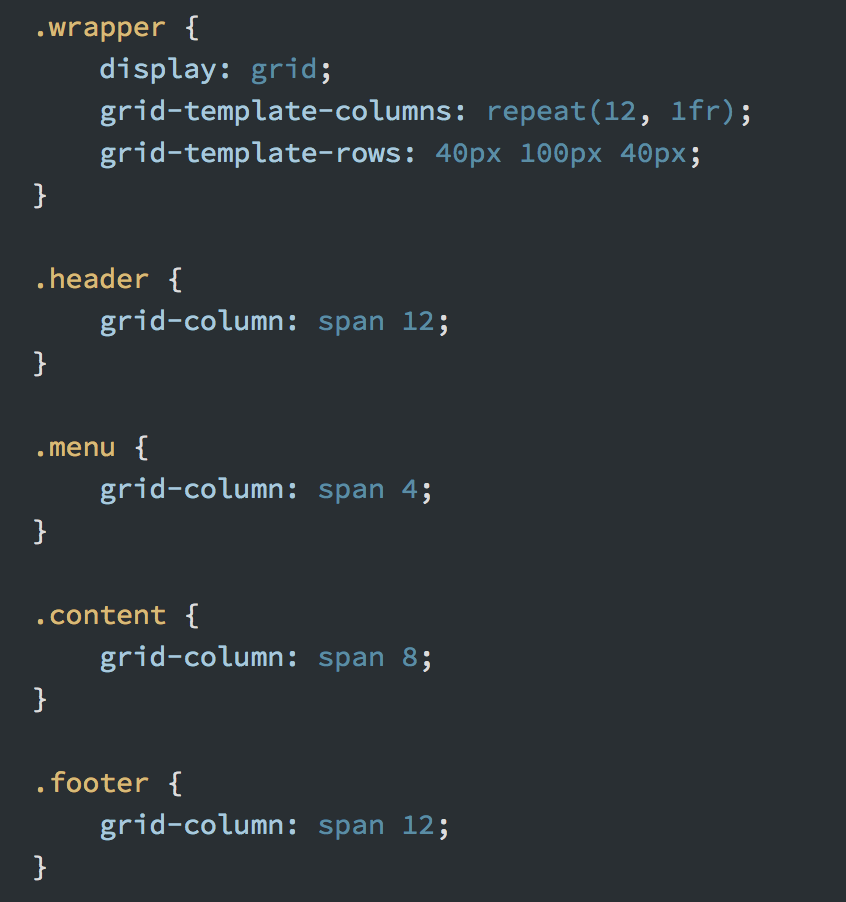 .wrapper {
    display: grid;
    grid-template-columns: repeat(12, 1fr);
    grid-template-rows: 40px 100px 40px;
}

.header {
    grid-column: span 12;
}

.menu {
    grid-column: span 4;
}

.content {
    grid-column: span 8;
}

.footer {
    grid-column: span 12;
}